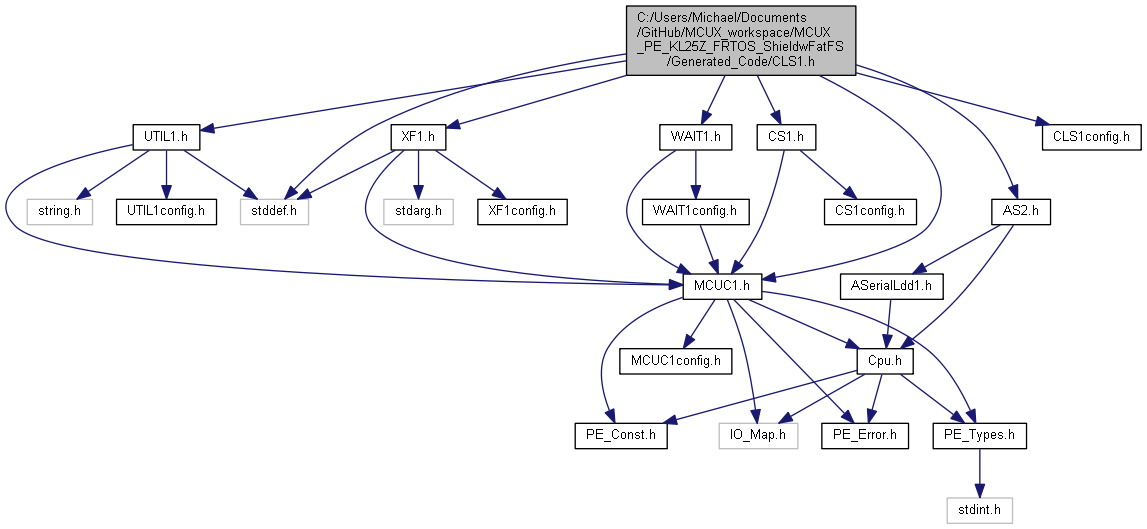 C:/Users/Michael/Documents
/GitHub/MCUX_workspace/MCUX
_PE_KL25Z_FRTOS_ShieldwFatFS
/Generated_Code/CLS1.h
UTIL1.h
XF1.h
WAIT1.h
CS1.h
CLS1config.h
string.h
UTIL1config.h
stddef.h
stdarg.h
XF1config.h
WAIT1config.h
CS1config.h
AS2.h
MCUC1.h
ASerialLdd1.h
MCUC1config.h
Cpu.h
PE_Const.h
IO_Map.h
PE_Error.h
PE_Types.h
stdint.h